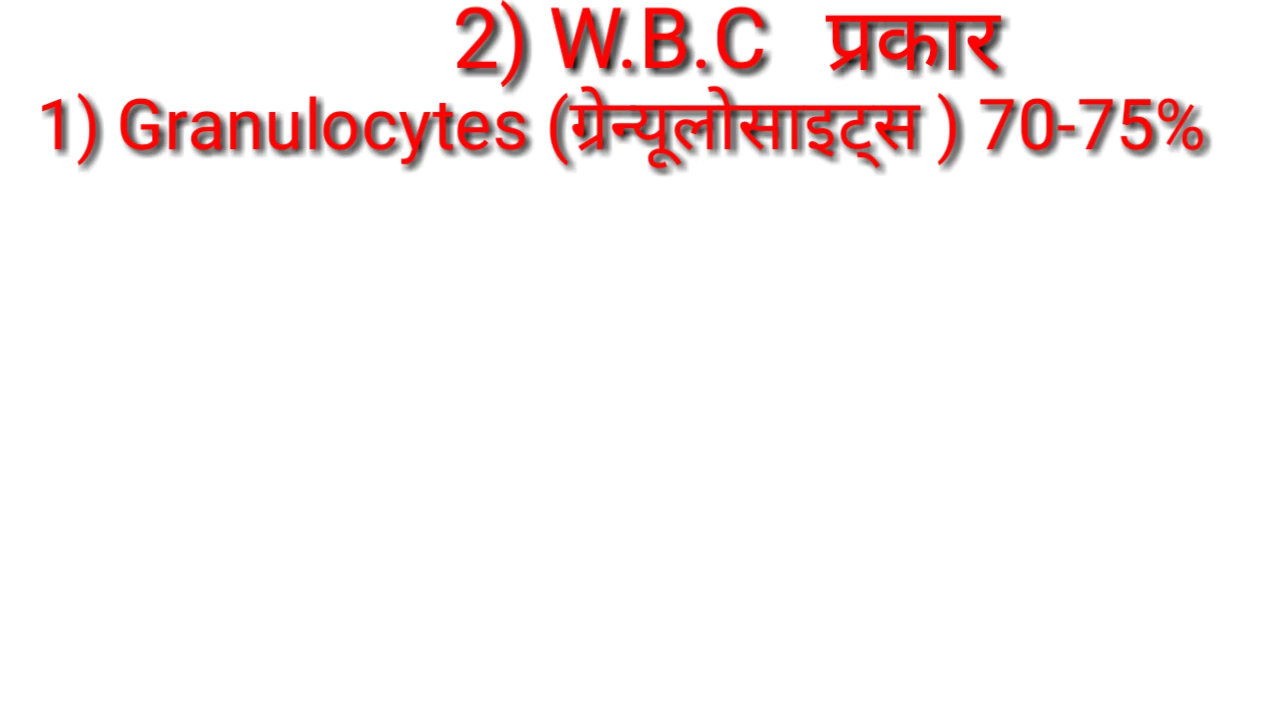 2) W.B.C प्रकार
1) Granulocytes (ग्रेन्यूलोसाइट्स ) 70-75%